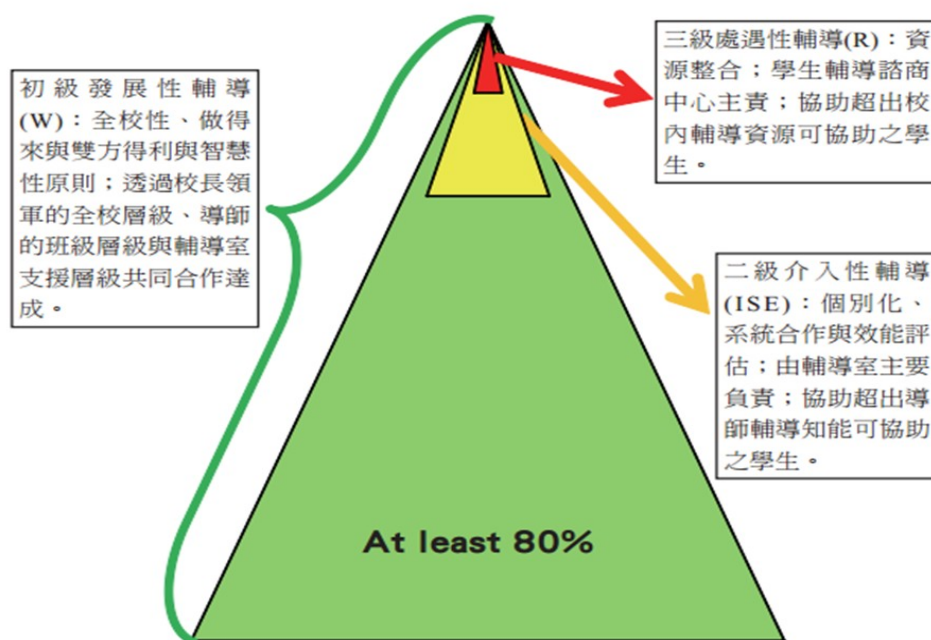 初級發展性輔導
(W)：全校性、做得
來與雙方得利與智慧
性原則；透過校長領
軍的全校層級、導師
的班級層級與輔導室
支援層級共同合作達
成。
三級處遇性輔導(R)：資
源整合；學生輔導諮商
中心主責；協助超出校
內輔導資源可協助之學
生。
二級介入性輔導
(ISE)：個別化、
系統合作與效能評
估；由輔導室主要
負責；協助超出導
師輔導知能可協助
之學生。
At least 80%